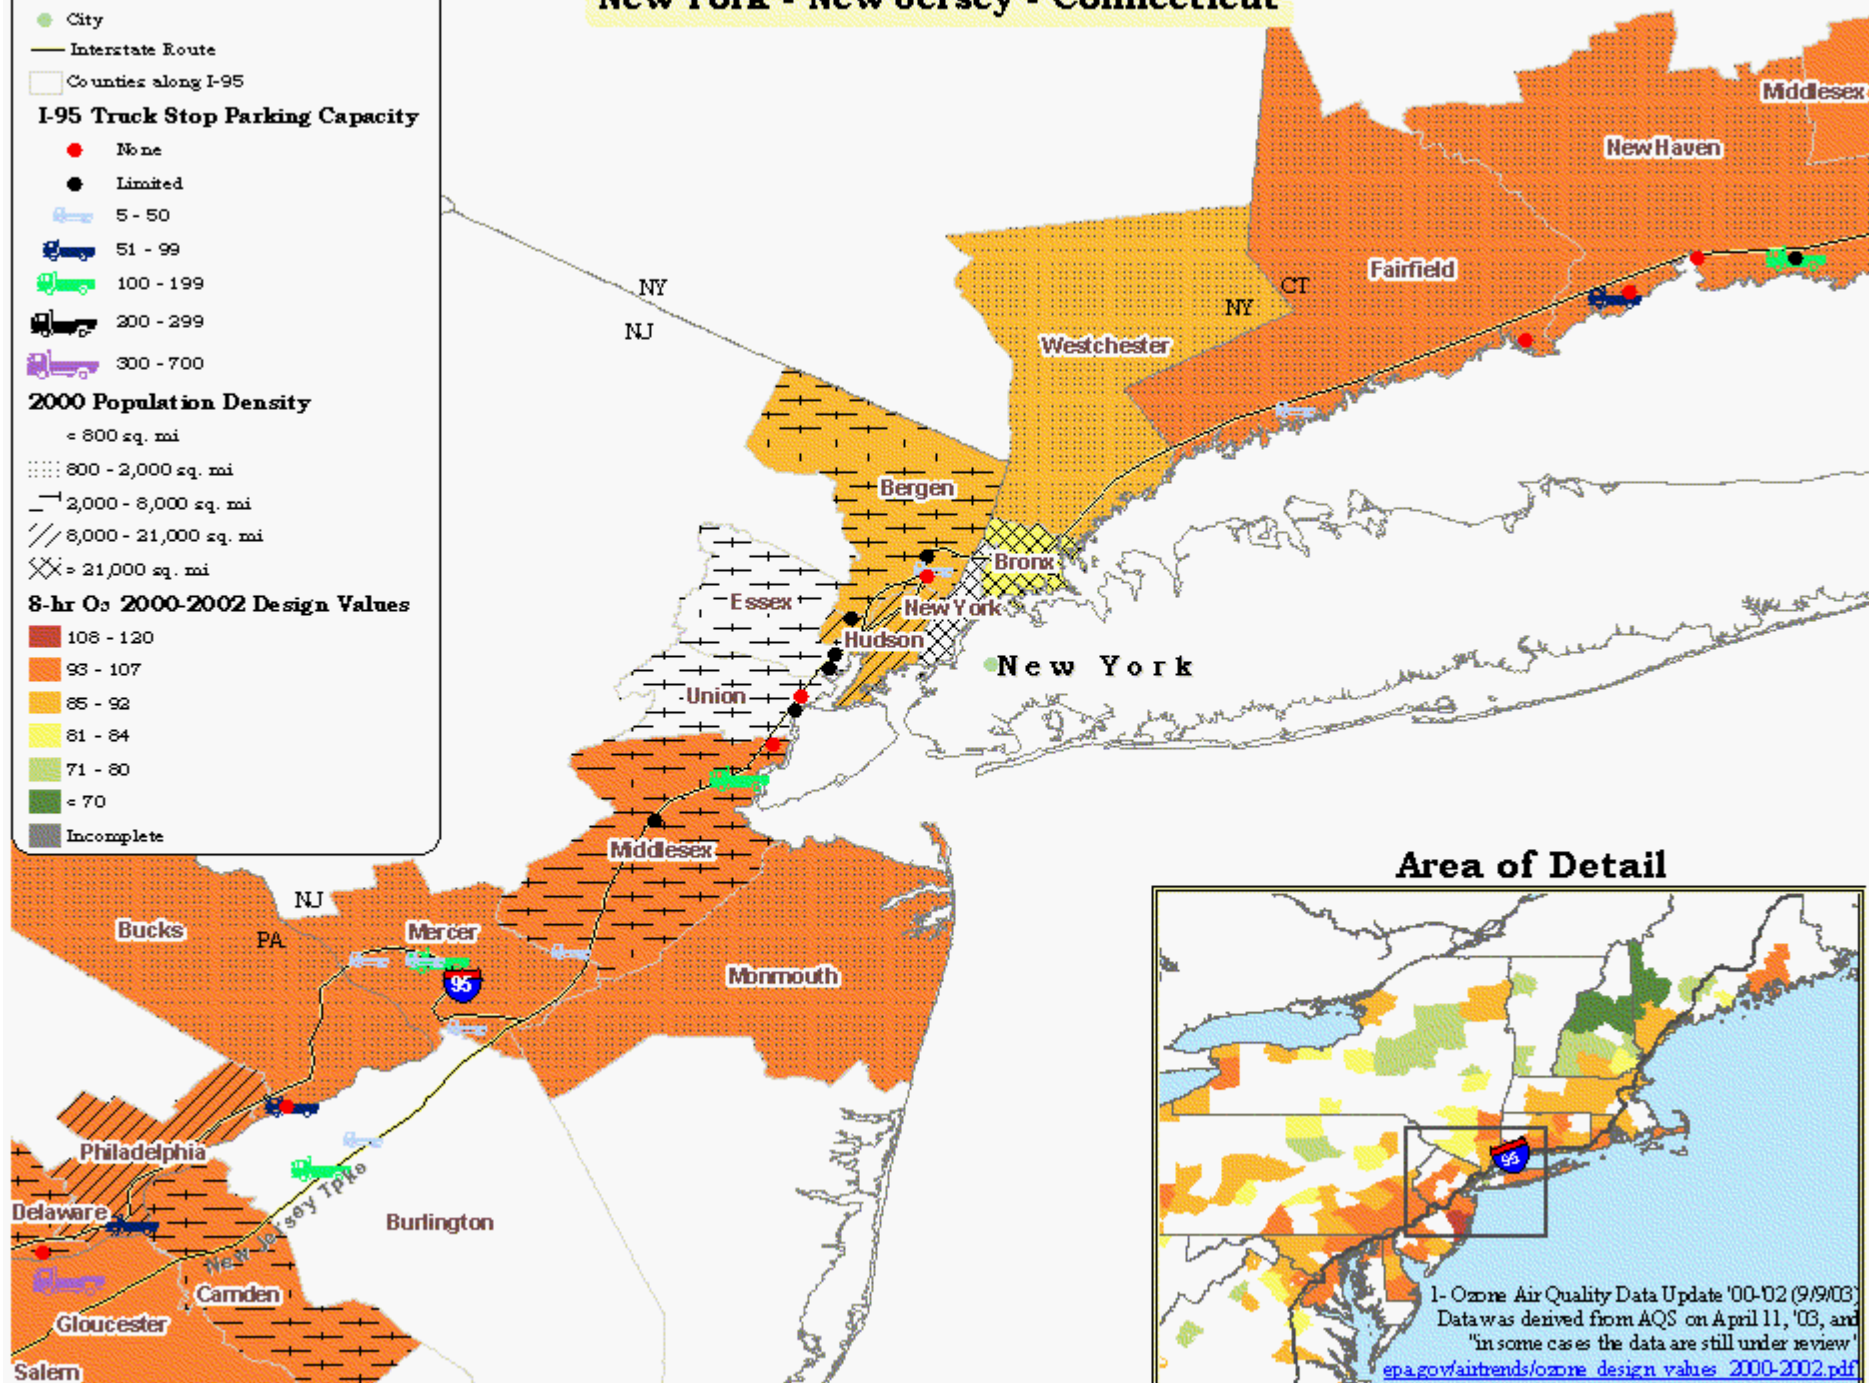 New York - New Jersey - Connecticut
City
Interstate Route
Counties along I-95
I-95 Truck Stop Parking Capacity
None
Limited
5 - 50
51 - 99
100 - 199
200 - 299
300 - 700
2000 Population Density
< 800 sq. mi
800 - 2,000 sq. mi
2,000 - 8,000 sq. mi
8,000 - 21,000 sq. mi
> 21,000 sq. mi
8-hr O3 2000-2002 Design Values
108 - 120
93 - 107
85 - 92
81 - 84
71 - 80
< 70
Incomplete
Middlesex
New Haven
Fairfield
CT
NY
NY
NJ
Westchester
Bergen
Bronx
Essex
New York
Hudson
New York
Union
Middlesex
NJ
Bucks
PA
Mercer
95
Monmouth
Philadelphia
New Jersey Tpke
Delaware
Burlington
Camden
Gloucester
Salem
Area of Detail
95
1- Ozone Air Quality Data Update '00-'02 (9/9/03)
Data was derived from AQS on April 11, '03, and
"in some cases the data are still under review"
epa.gov/airtrends/ozone_design_values_2000-2002.pdf